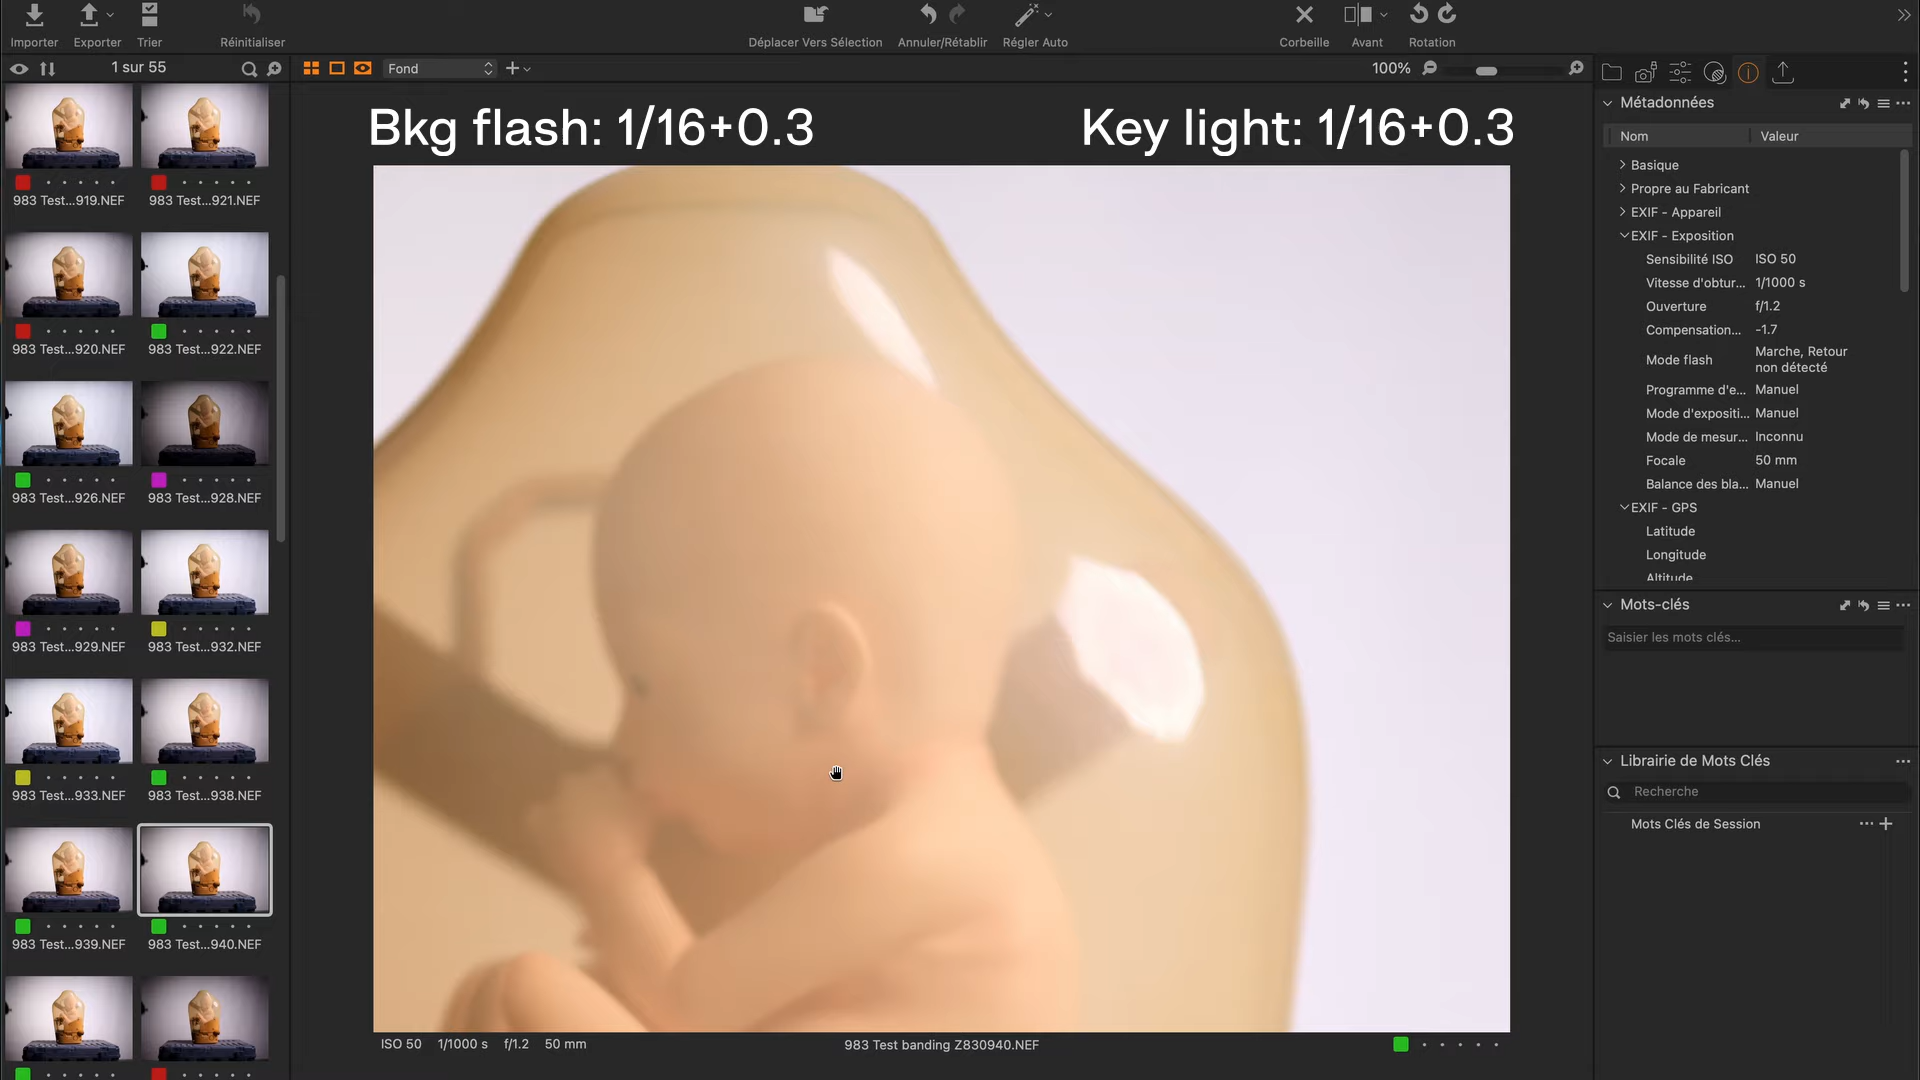 Importer
Exporter
Trier
Réinitialiser
Déplacer Vers Sélection
Annuler/Rétablir
Régler Auto
Corbeille
Avant
Rotation
1 sur 55
Fond
100%
Bkg flash: 1/16+0.3
Key light: 1/16+0.3
983 Test...919.NEF
983 Test...921.NEF
983 Test...920.NEF
983 Test...922.NEF
983 Test...926.NEF
983 Test...928.NEF
983 Test...929.NEF
983 Test...932.NEF
983 Test...933.NEF
983 Test...938.NEF
983 Test...939.NEF
983 Test...940.NEF
ISO 50 1/1000 s f/1.2 50 mm
983 Test banding Z830940.NEF
Métadonnées
Nom Valeur
Basique
Propre au Fabricant
EXIF - Appareil
EXIF - Exposition
Sensibilité ISO ISO 50
Vitesse d'obtur... 1/1000 s
Ouverture f/1.2
Compensation... -1.7
Mode flash Marche, Retour
non détecté
Programme d'e... Manuel
Mode d'expositi... Manuel
Mode de mesur... Inconnu
Focale 50 mm
Balance des bla... Manuel
EXIF - GPS
Latitude
Longitude
Altitude
Mots-clés
Saisier les mots clés...
Librairie de Mots Clés
Recherche
Mots Clés de Session